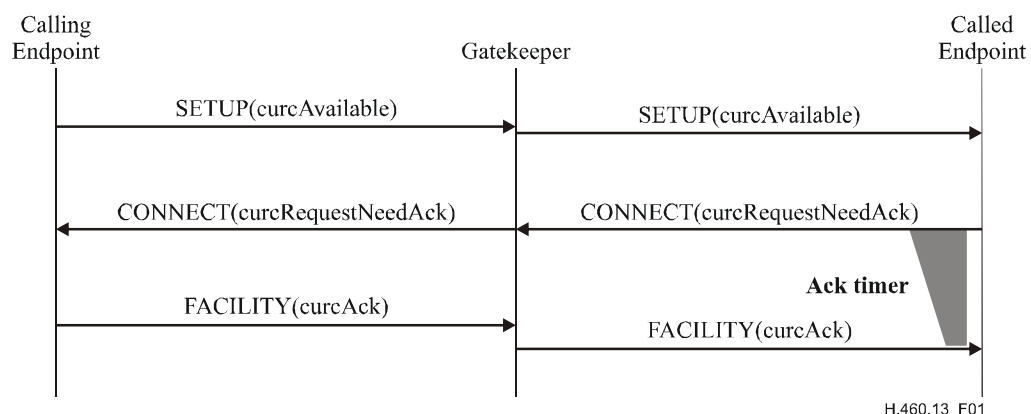 Calling
Endpoint
Gatekeeper
Called
Endpoint
SETUP(curcAvailable)
SETUP(curcAvailable)
CONNECT(curcRequestNeedAck)
CONNECT(curcRequestNeedAck)
Ack timer
FACILITY(curcAck)
FACILITY(curcAck)
H.460.13_F01